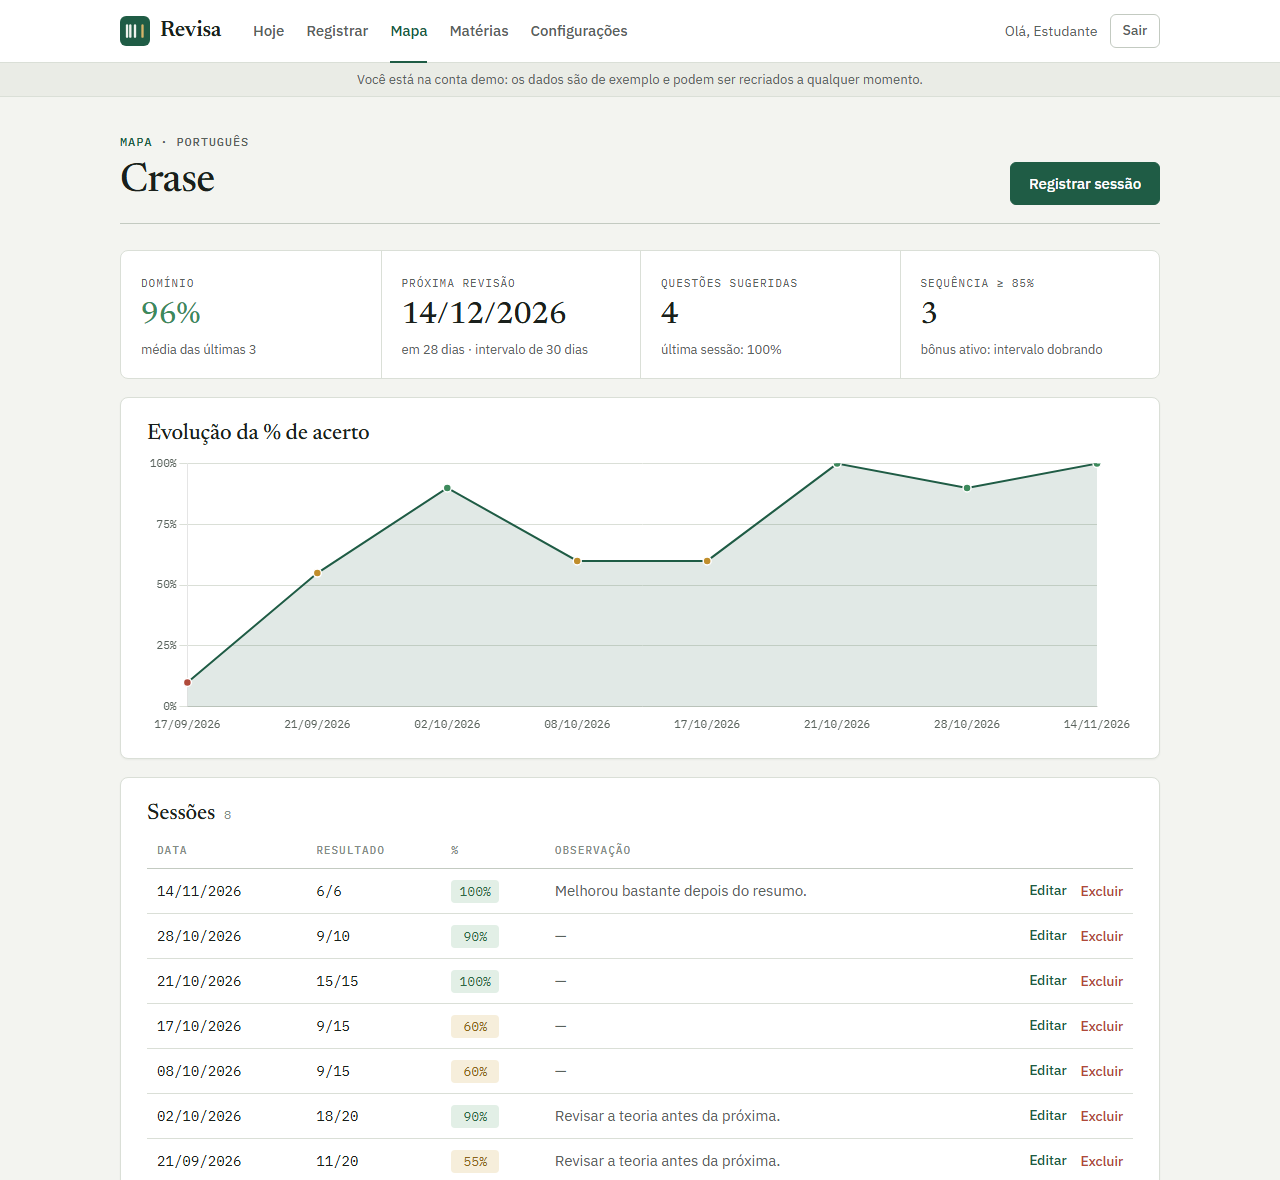 Revisa
Hoje Registrar Mapa Matérias Configurações
Olá, Estudante Sair
Você está na conta demo: os dados são de exemplo e podem ser recriados a qualquer momento.
MAPA · PORTUGUÊS
Crase
Registrar sessão
DOMÍNIO
96%
média das últimas 3
PRÓXIMA REVISÃO
14/12/2026
em 28 dias · intervalo de 30 dias
QUESTÕES SUGERIDAS
4
última sessão: 100%
SEQUÊNCIA ≥ 85%
3
bônus ativo: intervalo dobrando
Evolução da % de acerto
100%
75%
50%
25%
0%
17/09/2026 21/09/2026 02/10/2026 08/10/2026 17/10/2026 21/10/2026 28/10/2026 14/11/2026
Sessões 8
DATA RESULTADO % OBSERVAÇÃO
14/11/2026 6/6 100% Melhorou bastante depois do resumo. Editar Excluir
28/10/2026 9/10 90% — Editar Excluir
21/10/2026 15/15 100% — Editar Excluir
17/10/2026 9/15 60% — Editar Excluir
08/10/2026 9/15 60% — Editar Excluir
02/10/2026 18/20 90% Revisar a teoria antes da próxima. Editar Excluir
21/09/2026 11/20 55% Revisar a teoria antes da próxima. Editar Excluir